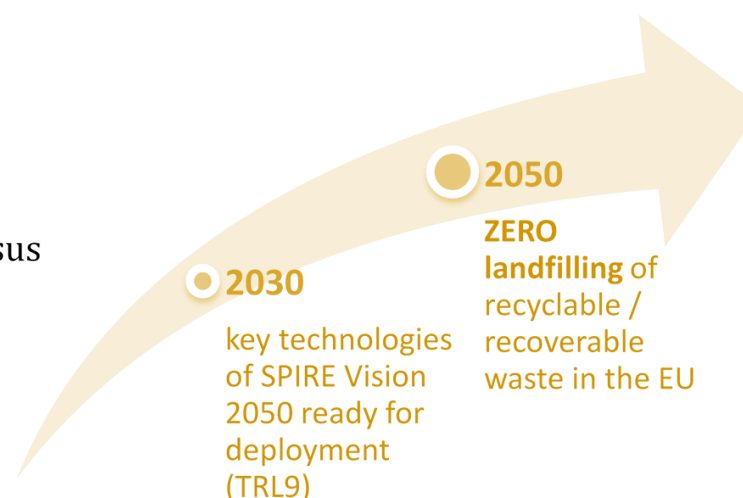 sus
2050
ZERO
landfilling of
recyclable /
recoverable
waste in the EU
2030
key technologies
of SPIRE Vision
2050 ready for
deployment
(TRL9)